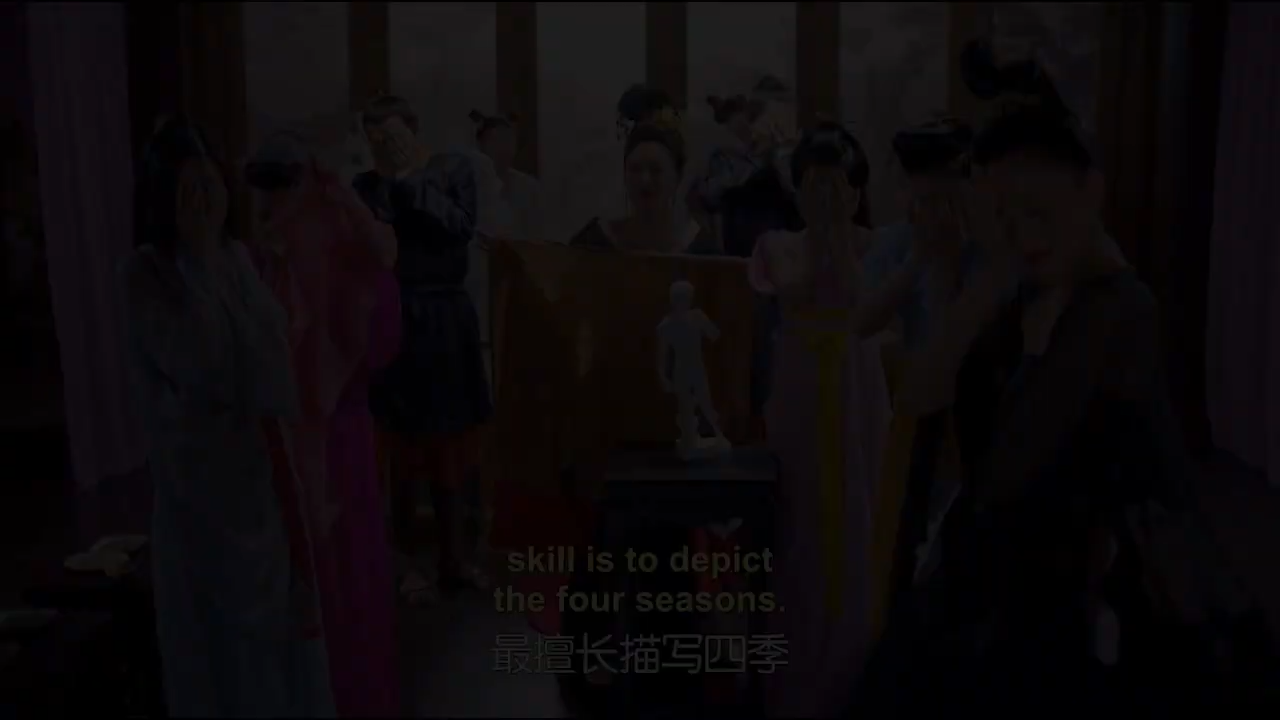 skill is to depict
the four seasons.
最擅长描写四季